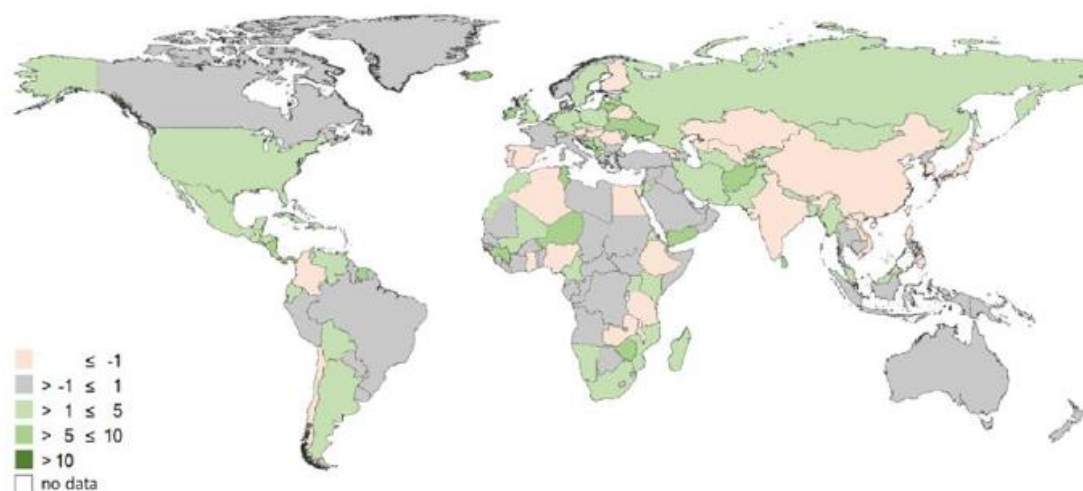 ≤ -1
> -1 ≤ 1
> 1 ≤ 5
> 5 ≤ 10
> 10
no data